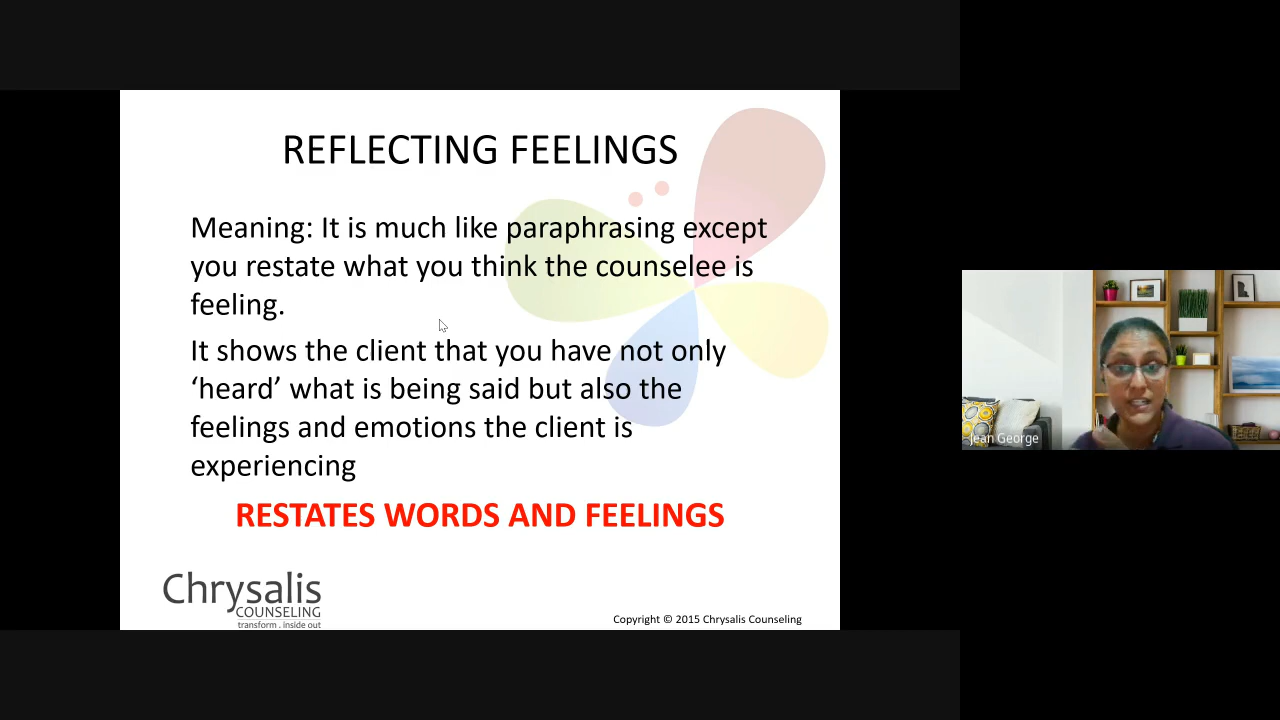 REFLECTING FEELINGS
Meaning: It is much like paraphrasing except
you restate what you think the counselee is
feeling.
It shows the client that you have not only
‘heard’ what is being said but also the
feelings and emotions the client is
experiencing
RESTATES WORDS AND FEELINGS
Chrysalis
COUNSELING
transform . inside out
Copyright © 2015 Chrysalis Counseling
Jean George